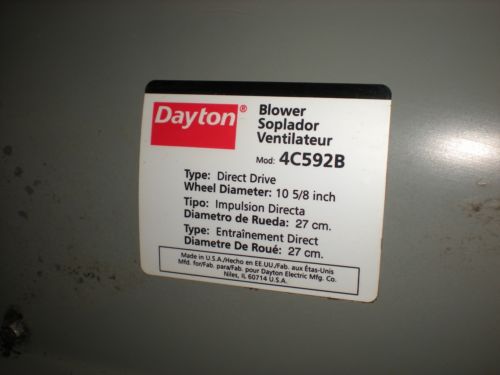 Dayton®
Blower
Soplador
Ventilateur
Mod: 4C592B
Type: Direct Drive
Wheel Diameter: 10 5/8 inch
Tipo: Impulsion Directa
Diametro de Rueda: 27 cm.
Type: Entraînement Direct
Diametre De Roué: 27 cm.
Made in U.S.A./Hecho en EE.UU./Fab. aux États-Unis
Mfd. for/Fab. para/Fab. pour Dayton Electric Mfg. Co.
Niles, IL 60714 U.S.A.